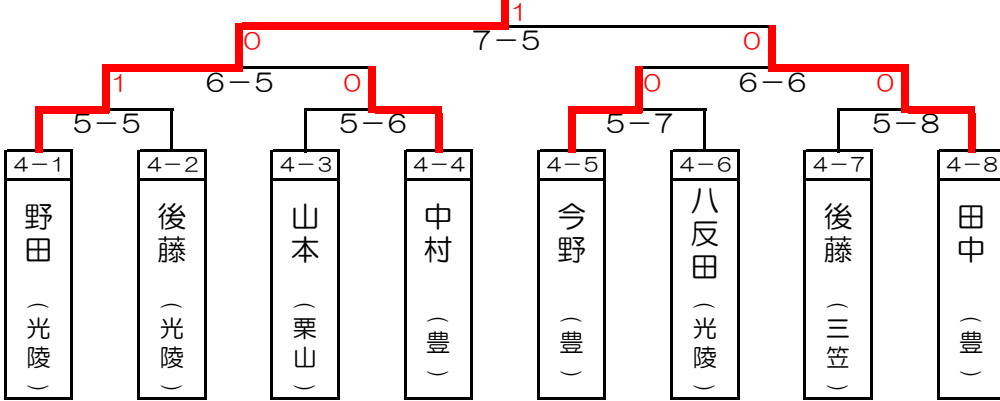 1
0
7-5
0
1
6-5
0
0
6-6
0
5-5
5-6
5-7
5-8
4-1
4-2
4-3
4-4
4-5
4-6
4-7
4-8
野田（光陵）
後藤（光陵）
山本（栗山）
中村（豊）
今野（豊）
八反田（光陵）
後藤（三笠）
田中（豊）